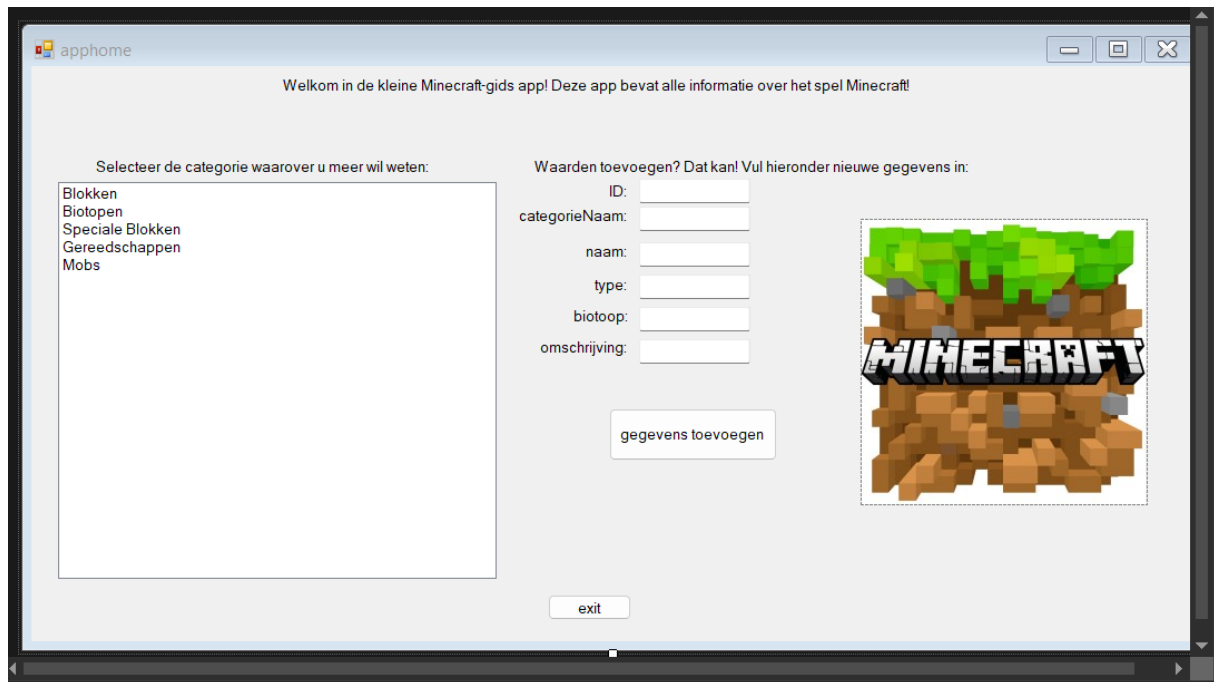 apphome
Welkom in de kleine Minecraft-gids app! Deze app bevat alle informatie over het spel Minecraft!
Selecteer de categorie waarover u meer wil weten:
Blokken
Biotopen
Speciale Blokken
Gereedschappen
Mobs
Waarden toevoegen? Dat kan! Vul hieronder nieuwe gegevens in:
ID:
categorieNaam:
naam:
type:
biotoop:
omschrijving:
gegevens toevoegen
MINECRAFT
exit